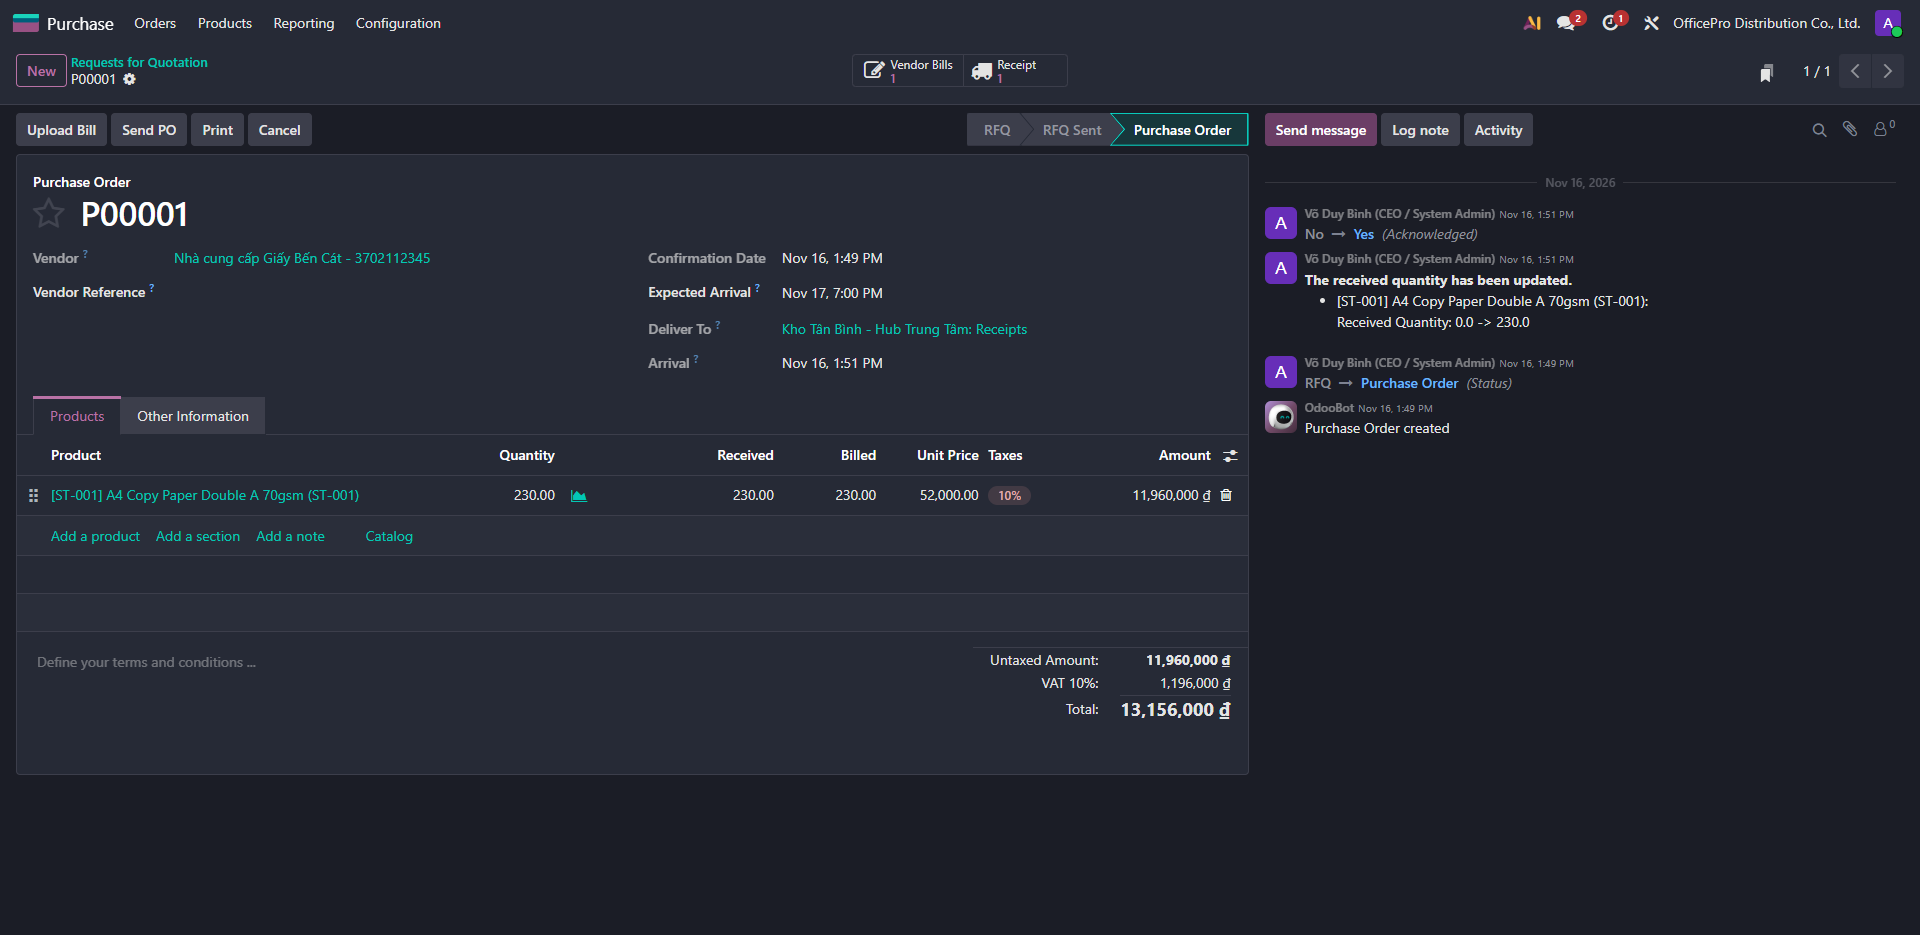 Purchase Orders Products Reporting Configuration
2 1 OfficePro Distribution Co., Ltd. A
New Requests for Quotation
P00001
Vendor Bills 1
Receipt 1
1 / 1
Upload Bill Send PO Print Cancel
RFQ RFQ Sent Purchase Order
Send message Log note Activity
0
Purchase Order
P00001
Vendor ? Nhà cung cấp Giấy Bến Cát - 3702112345
Vendor Reference ?
Confirmation Date Nov 16, 1:49 PM
Expected Arrival ? Nov 17, 7:00 PM
Deliver To ? Kho Tân Bình - Hub Trung Tâm: Receipts
Arrival ? Nov 16, 1:51 PM
Products Other Information
Product Quantity Received Billed Unit Price Taxes Amount
[ST-001] A4 Copy Paper Double A 70gsm (ST-001) 230.00 230.00 230.00 52,000.00 10% 11,960,000 ₫
Add a product Add a section Add a note Catalog
Define your terms and conditions ...
Untaxed Amount: 11,960,000 ₫
VAT 10%: 1,196,000 ₫
Total: 13,156,000 ₫
Nov 16, 2026
A
Võ Duy Bình (CEO / System Admin) Nov 16, 1:51 PM
No → Yes (Acknowledged)
A
Võ Duy Bình (CEO / System Admin) Nov 16, 1:51 PM
The received quantity has been updated.
• [ST-001] A4 Copy Paper Double A 70gsm (ST-001):
Received Quantity: 0.0 -> 230.0
A
Võ Duy Bình (CEO / System Admin) Nov 16, 1:49 PM
RFQ → Purchase Order (Status)
OdooBot Nov 16, 1:49 PM
Purchase Order created